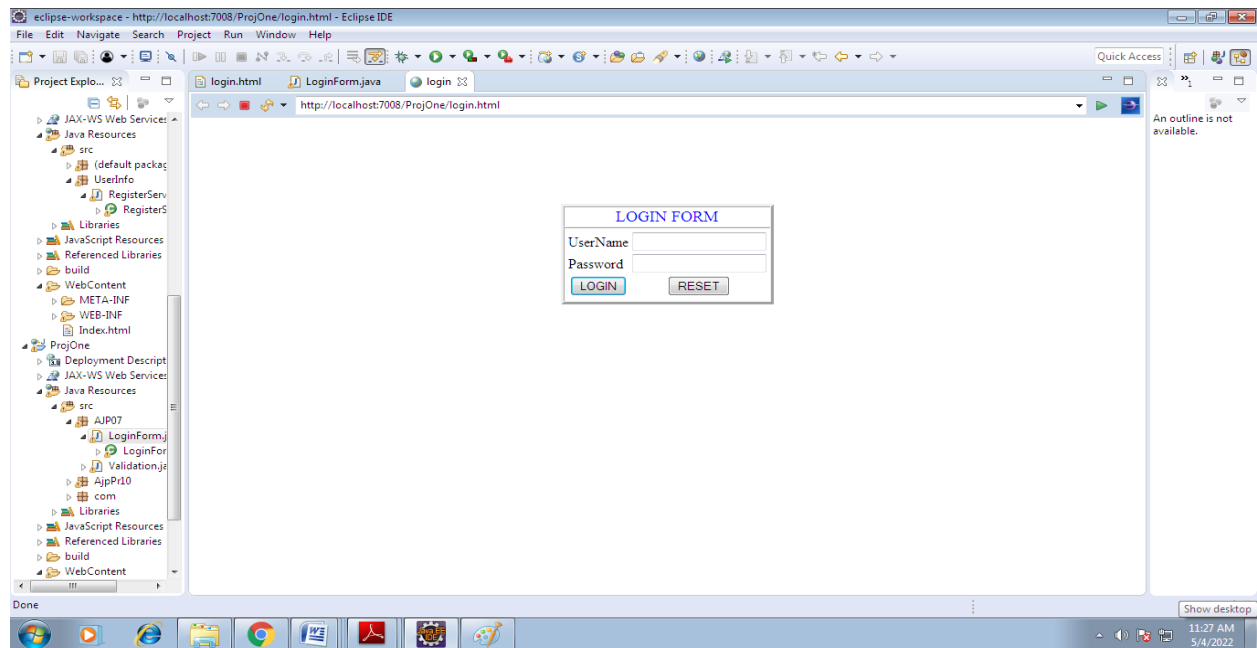 eclipse-workspace - http://localhost:7008/ProjOne/login.html - Eclipse IDE
File Edit Navigate Search Project Run Window Help
Quick Access
Project Explo...
login.html LoginForm.java login
1
http://localhost:7008/ProjOne/login.html
An outline is not
available.
JAX-WS Web Services
Java Resources
src
(default packag
UserInfo
RegisterServ
RegisterS
Libraries
JavaScript Resources
Referenced Libraries
build
WebContent
META-INF
WEB-INF
Index.html
ProjOne
Deployment Descript
JAX-WS Web Services
Java Resources
src
AJP07
LoginForm.j
LoginFor
Validation.ja
AjpPr10
com
Libraries
JavaScript Resources
Referenced Libraries
build
WebContent
LOGIN FORM
UserName
Password
LOGIN RESET
Done
Show desktop
11:27 AM
5/4/2022